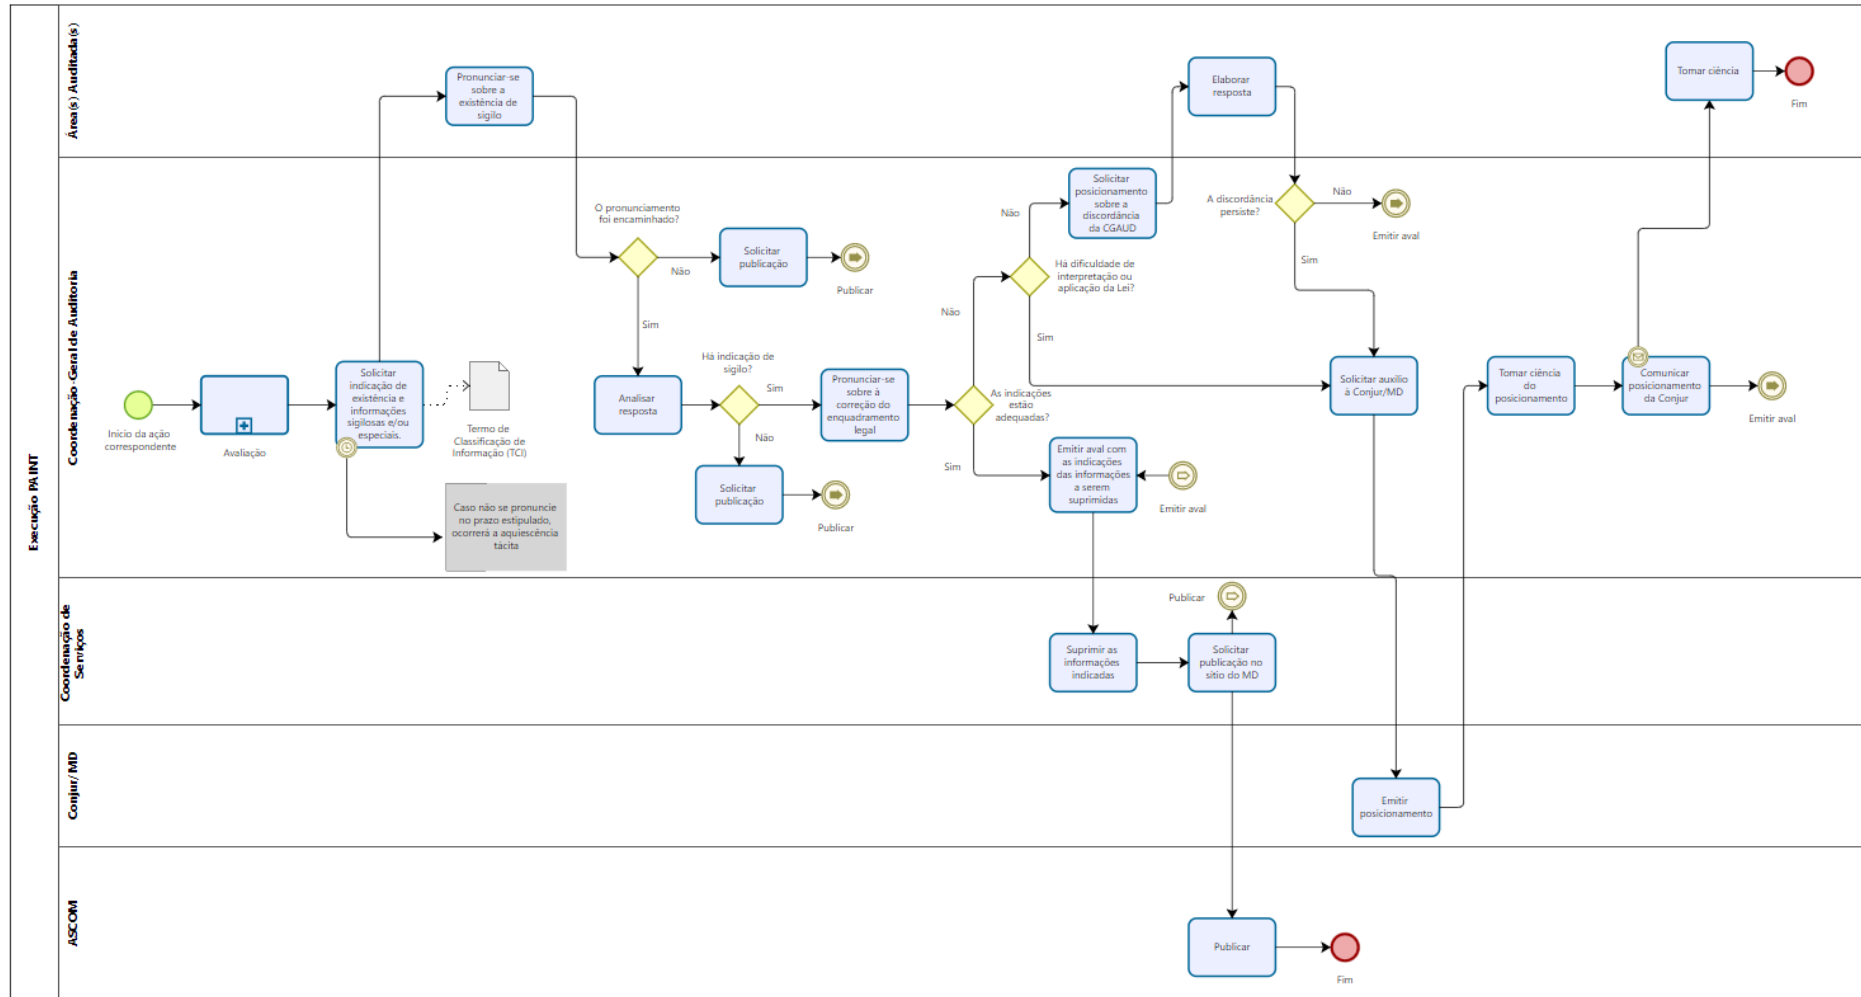 Execução PAINT
Área(s) Auditada(s)
Pronunciar-se
sobre a
existência de
sigilo
Elaborar
resposta
Tomar ciência
Fim
Coordenação-Geral de Auditoria
Início da ação
correspondente
Avaliação
Solicitar
indicação de
existência e
informações
sigilosas e/ou
especiais.
Termo de
Classificação de
Informação (TCI)
Caso não se pronuncie
no prazo estipulado,
ocorrerá a aquiescência
tácita
O pronunciamento
foi encaminhado?
Não
Solicitar
publicação
Publicar
Sim
Analisar
resposta
Há indicação de
sigilo?
Sim
Não
Solicitar
publicação
Publicar
Pronunciar-se
sobre à
correção do
enquadramento
legal
As indicações
estão
adequadas?
Não
Sim
Há dificuldade de
interpretação ou
aplicação da Lei?
Não
Sim
Solicitar
posicionamento
sobre a
discordância
da CGAUD
A discordância
persiste?
Não
Emitir aval
Sim
Emitir aval com
as indicações
das informações
a serem
suprimidas
Emitir aval
Solicitar auxílio
à Conjur/MD
Tomar ciência
do
posicionamento
Comunicar
posicionamento
da Conjur
Emitir aval
Coordenação de
Serviços
Suprimir as
informações
indicadas
Solicitar
publicação no
sítio do MD
Publicar
Conjur/MD
Emitir
posicionamento
ASCOM
Publicar
Fim